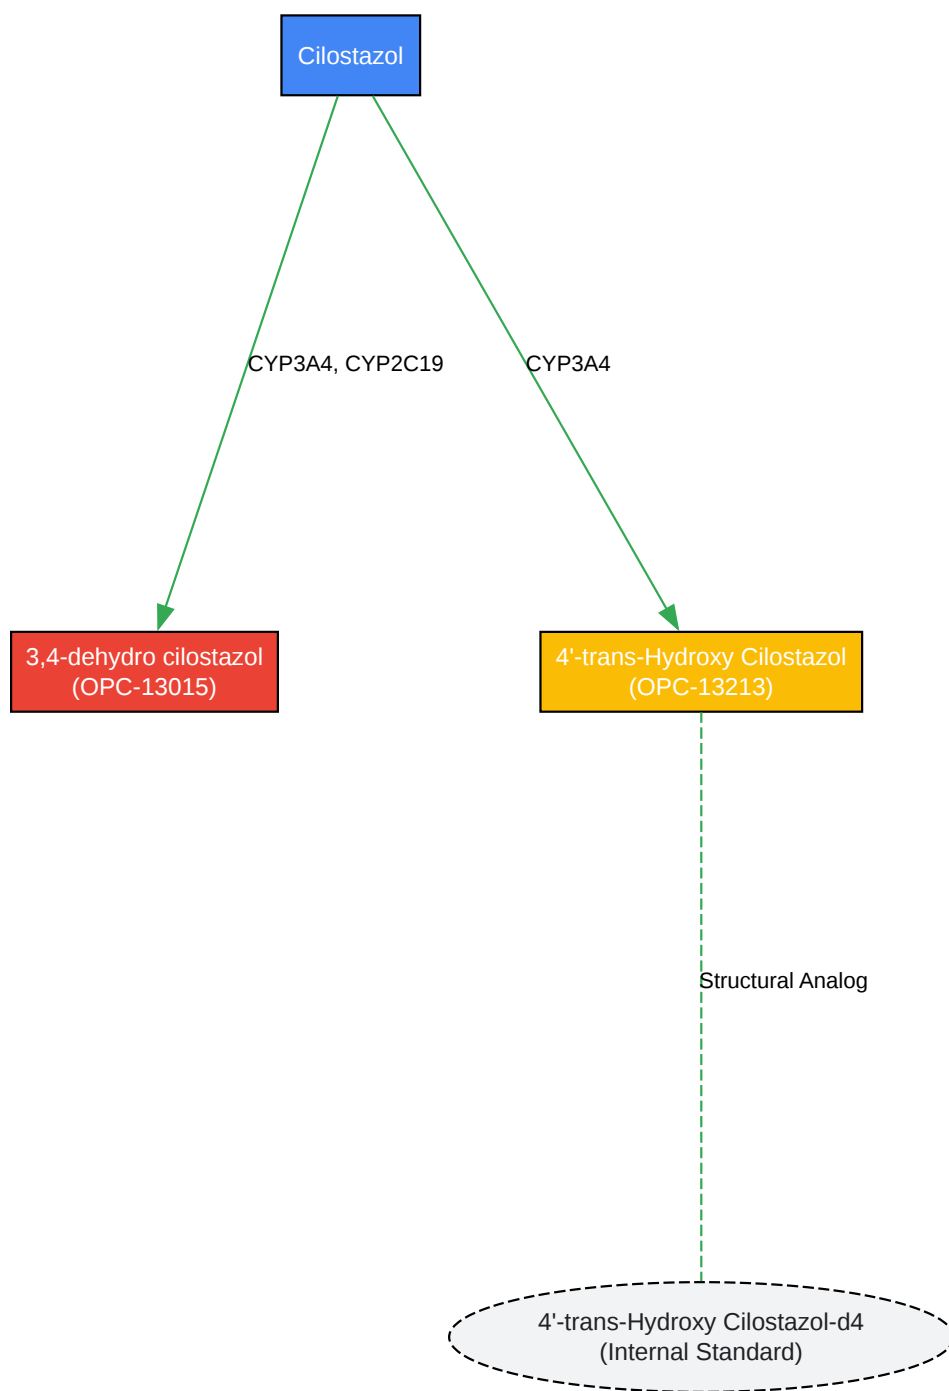 Cilostazol
CYP3A4, CYP2C19
CYP3A4
3,4-dehydro cilostazol
(OPC-13015)
4'-trans-Hydroxy Cilostazol
(OPC-13213)
Structural Analog
4'-trans-Hydroxy Cilostazol-d4
(Internal Standard)